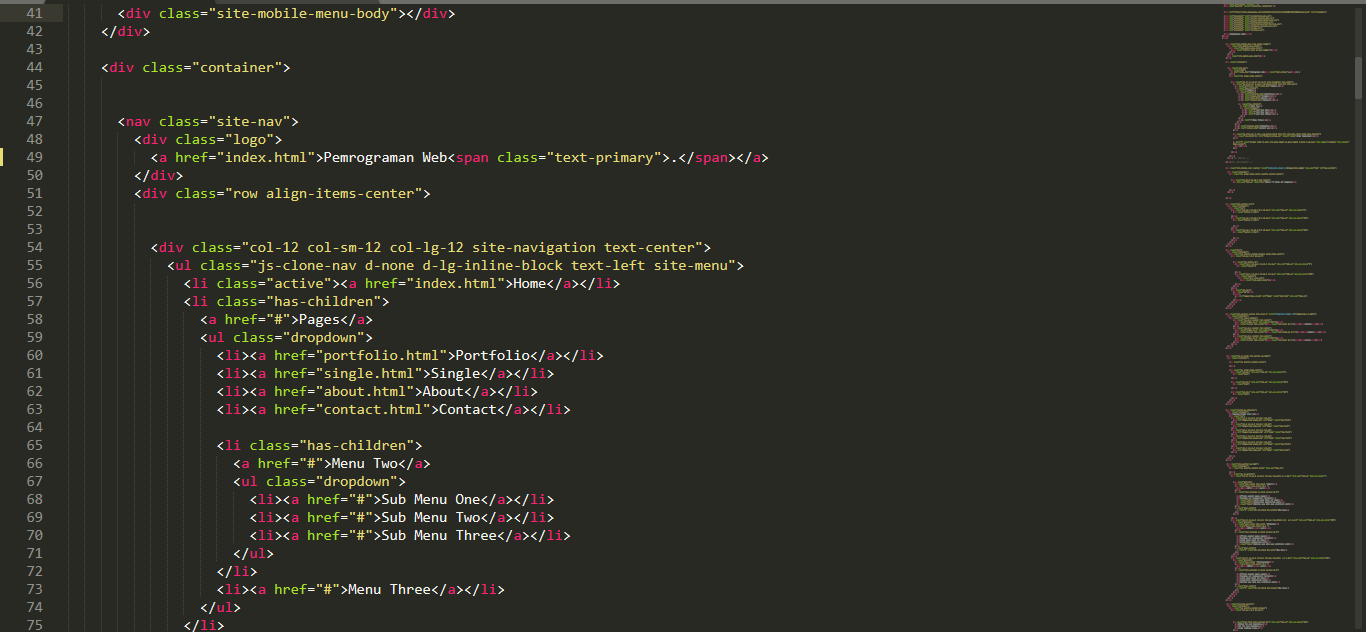 41 <div class="site-mobile-menu-body"></div>
42 </div>
43
44 <div class="container">
45
46
47 <nav class="site-nav">
48 <div class="logo">
49 <a href="index.html">Pemrograman Web<span class="text-primary">.</span></a>
50 </div>
51 <div class="row align-items-center">
52
53
54 <div class="col-12 col-sm-12 col-lg-12 site-navigation text-center">
55 <ul class="js-clone-nav d-none d-lg-inline-block text-left site-menu">
56 <li class="active"><a href="index.html">Home</a></li>
57 <li class="has-children">
58 <a href="#">Pages</a>
59 <ul class="dropdown">
60 <li><a href="portfolio.html">Portfolio</a></li>
61 <li><a href="single.html">Single</a></li>
62 <li><a href="about.html">About</a></li>
63 <li><a href="contact.html">Contact</a></li>
64
65 <li class="has-children">
66 <a href="#">Menu Two</a>
67 <ul class="dropdown">
68 <li><a href="#">Sub Menu One</a></li>
69 <li><a href="#">Sub Menu Two</a></li>
70 <li><a href="#">Sub Menu Three</a></li>
71 </ul>
72 </li>
73 <li><a href="#">Menu Three</a></li>
74 </ul>
75 </li>